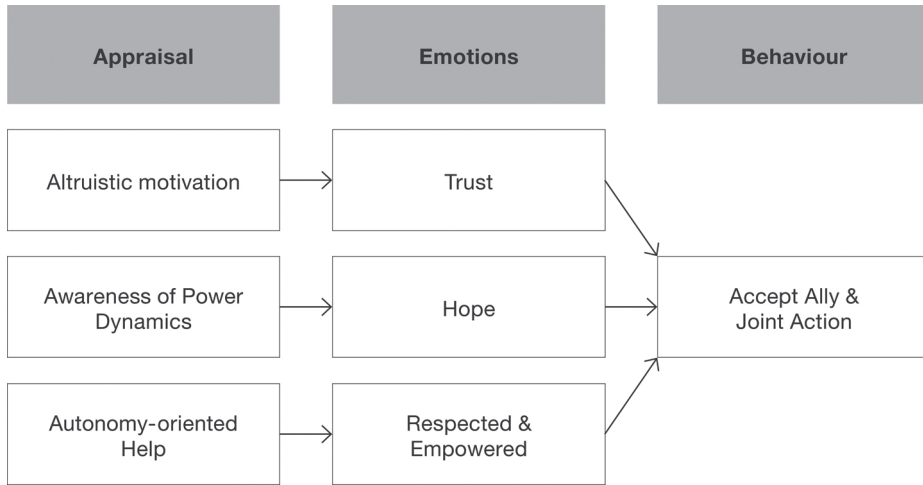 Appraisal
Emotions
Behaviour
Altruistic motivation
Trust
Awareness of Power
Dynamics
Hope
Accept Ally &
Joint Action
Autonomy-oriented
Help
Respected &
Empowered